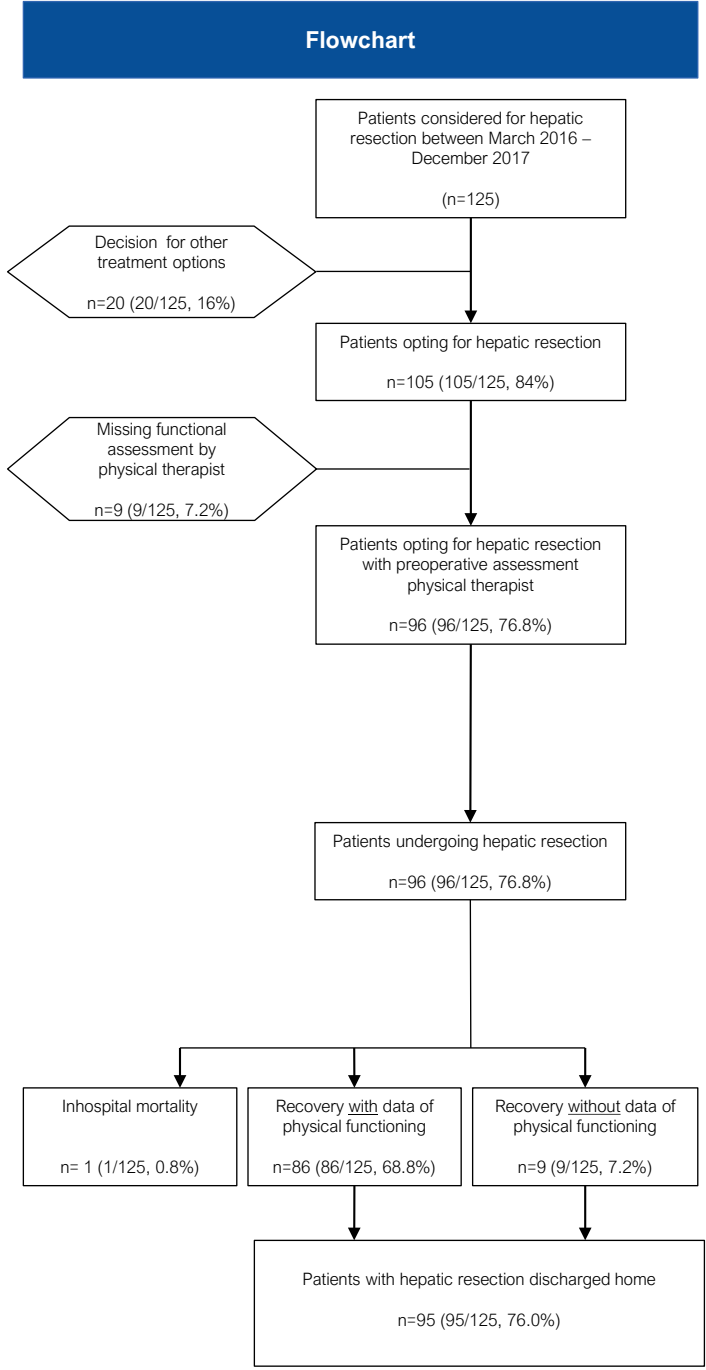 Flowchart
Patients considered for hepatic
resection between March 2016 –
December 2017
(n=125)
Decision for other
treatment options
n=20 (20/125, 16%)
Patients opting for hepatic resection
n=105 (105/125, 84%)
Missing functional
assessment by
physical therapist
n=9 (9/125, 7.2%)
Patients opting for hepatic resection
with preoperative assessment
physical therapist
n=96 (96/125, 76.8%)
Patients undergoing hepatic resection
n=96 (96/125, 76.8%)
Inhospital mortality
n= 1 (1/125, 0.8%)
Recovery with data of
physical functioning
n=86 (86/125, 68.8%)
Recovery without data of
physical functioning
n=9 (9/125, 7.2%)
Patients with hepatic resection discharged home
n=95 (95/125, 76.0%)